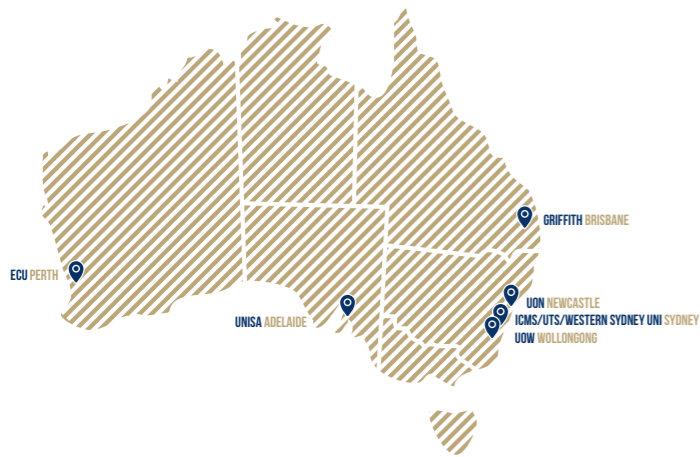 GRIFFITH BRISBANE
ECU PERTH
UON NEWCASTLE
UNISA ADELAIDE
ICMS/UTS/WESTERN SYDNEY UNI SYDNEY
UOW WOLLONGONG